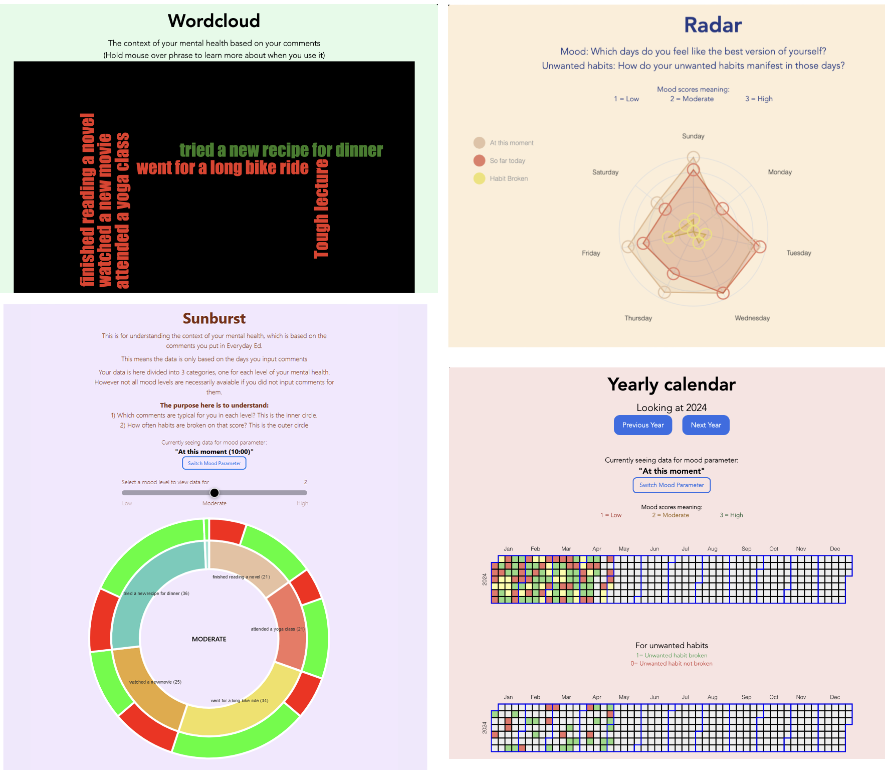 Wordcloud
The context of your mental health based on your comments
(Hold mouse over phrase to learn more about when you use it)
finished reading a novel
watched a new movie
attended a yoga class
tried a new recipe for dinner
went for a long bike ride
Tough lecture
Radar
Mood: Which days do you feel like the best version of yourself?
Unwanted habits: How do your unwanted habits manifest in those days?
Mood scores meaning:
1 = Low 2 = Moderate 3 = High
At this moment
So far today
Habit Broken
Sunday
Monday
Tuesday
Wednesday
Thursday
Friday
Saturday
Sunburst
This is for understanding the context of your mental health, which is based on the
comments you put in Everyday Ed.
This means the data is only based on the days you input comments
Your data is here divided into 3 categories, one for each level of your mental health.
However not all mood levels are necessarily avaiable if you did not input comments for
them.
The purpose here is to understand:
1) Which comments are typical for you in each level? This is the inner circle.
2) How often habits are broken on that score? This is the outer circle
Currently seeing data for mood parameter:
"At this moment (10:00)"
Switch Mood Parameter
Select a mood level to view data for 2
Low Moderate High
finished reading a novel (21)
tried a new recipe for dinner (36)
attended a yoga class (21)
MODERATE
watched a new movie (25)
went for a long bike ride (34)
Yearly calendar
Looking at 2024
Previous Year Next Year
Currently seeing data for mood parameter:
"At this moment"
Switch Mood Parameter
Mood scores meaning:
1 = Low 2 = Moderate 3 = High
Jan Feb Mar Apr May Jun Jul Aug Sep Oct Nov Dec
2024
For unwanted habits
1= Unwanted habit broken
0= Unwanted habit not broken
Jan Feb Mar Apr May Jun Jul Aug Sep Oct Nov Dec
2024